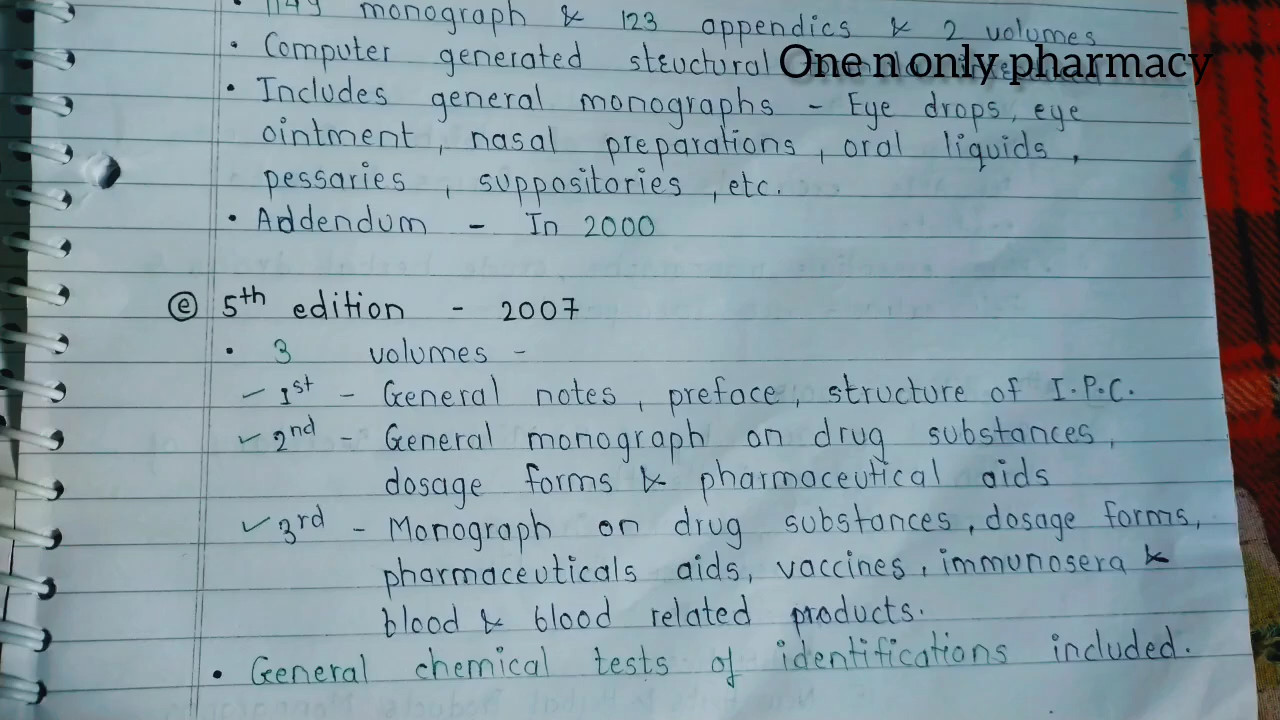 • 1149 monograph & 123 appendics & 2 volumes
• Computer generated structural
One n only pharmacy
• Includes general monographs - Eye drops, eye
ointment, nasal preparations, oral liquids,
pessaries, suppositories, etc.
• Addendum - In 2000
ⓔ 5th edition - 2007
• 3 volumes -
- 1st - General notes, preface, structure of I.P.C.
✓ 2nd - General monograph on drug substances,
dosage forms & pharmaceutical aids
✓ 3rd - Monograph on drug substances, dosage forms,
pharmaceuticals aids, vaccines, immunosera &
blood & blood related products.
• General chemical tests of identifications included.